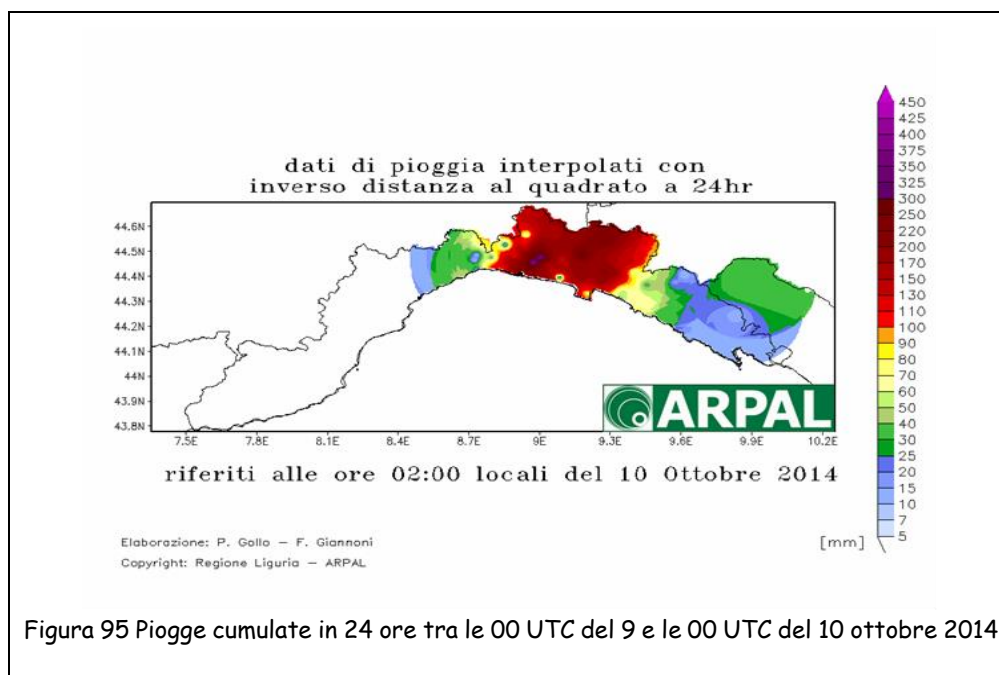 dati di pioggia interpolati con
inverso distanza al quadrato a 24hr
44.6N
44.5N
44.4N
44.3N
44.2N
44.1N
44N
43.9N
43.8N
7.5E
7.8E
8.1E
8.4E
8.7E
9E
9.3E
9.6E
9.9E
10.2E
ARPAL
450
425
400
375
325
300
250
220
200
170
150
130
110
100
90
80
70
60
50
40
30
25
20
15
10
7
5
[mm]
riferiti alle ore 02:00 locali del 10 Ottobre 2014
Elaborazione: P. Gollo – F. Giannoni
Copyright: Regione Liguria – ARPAL
Figura 95 Piogge cumulate in 24 ore tra le 00 UTC del 9 e le 00 UTC del 10 ottobre 2014